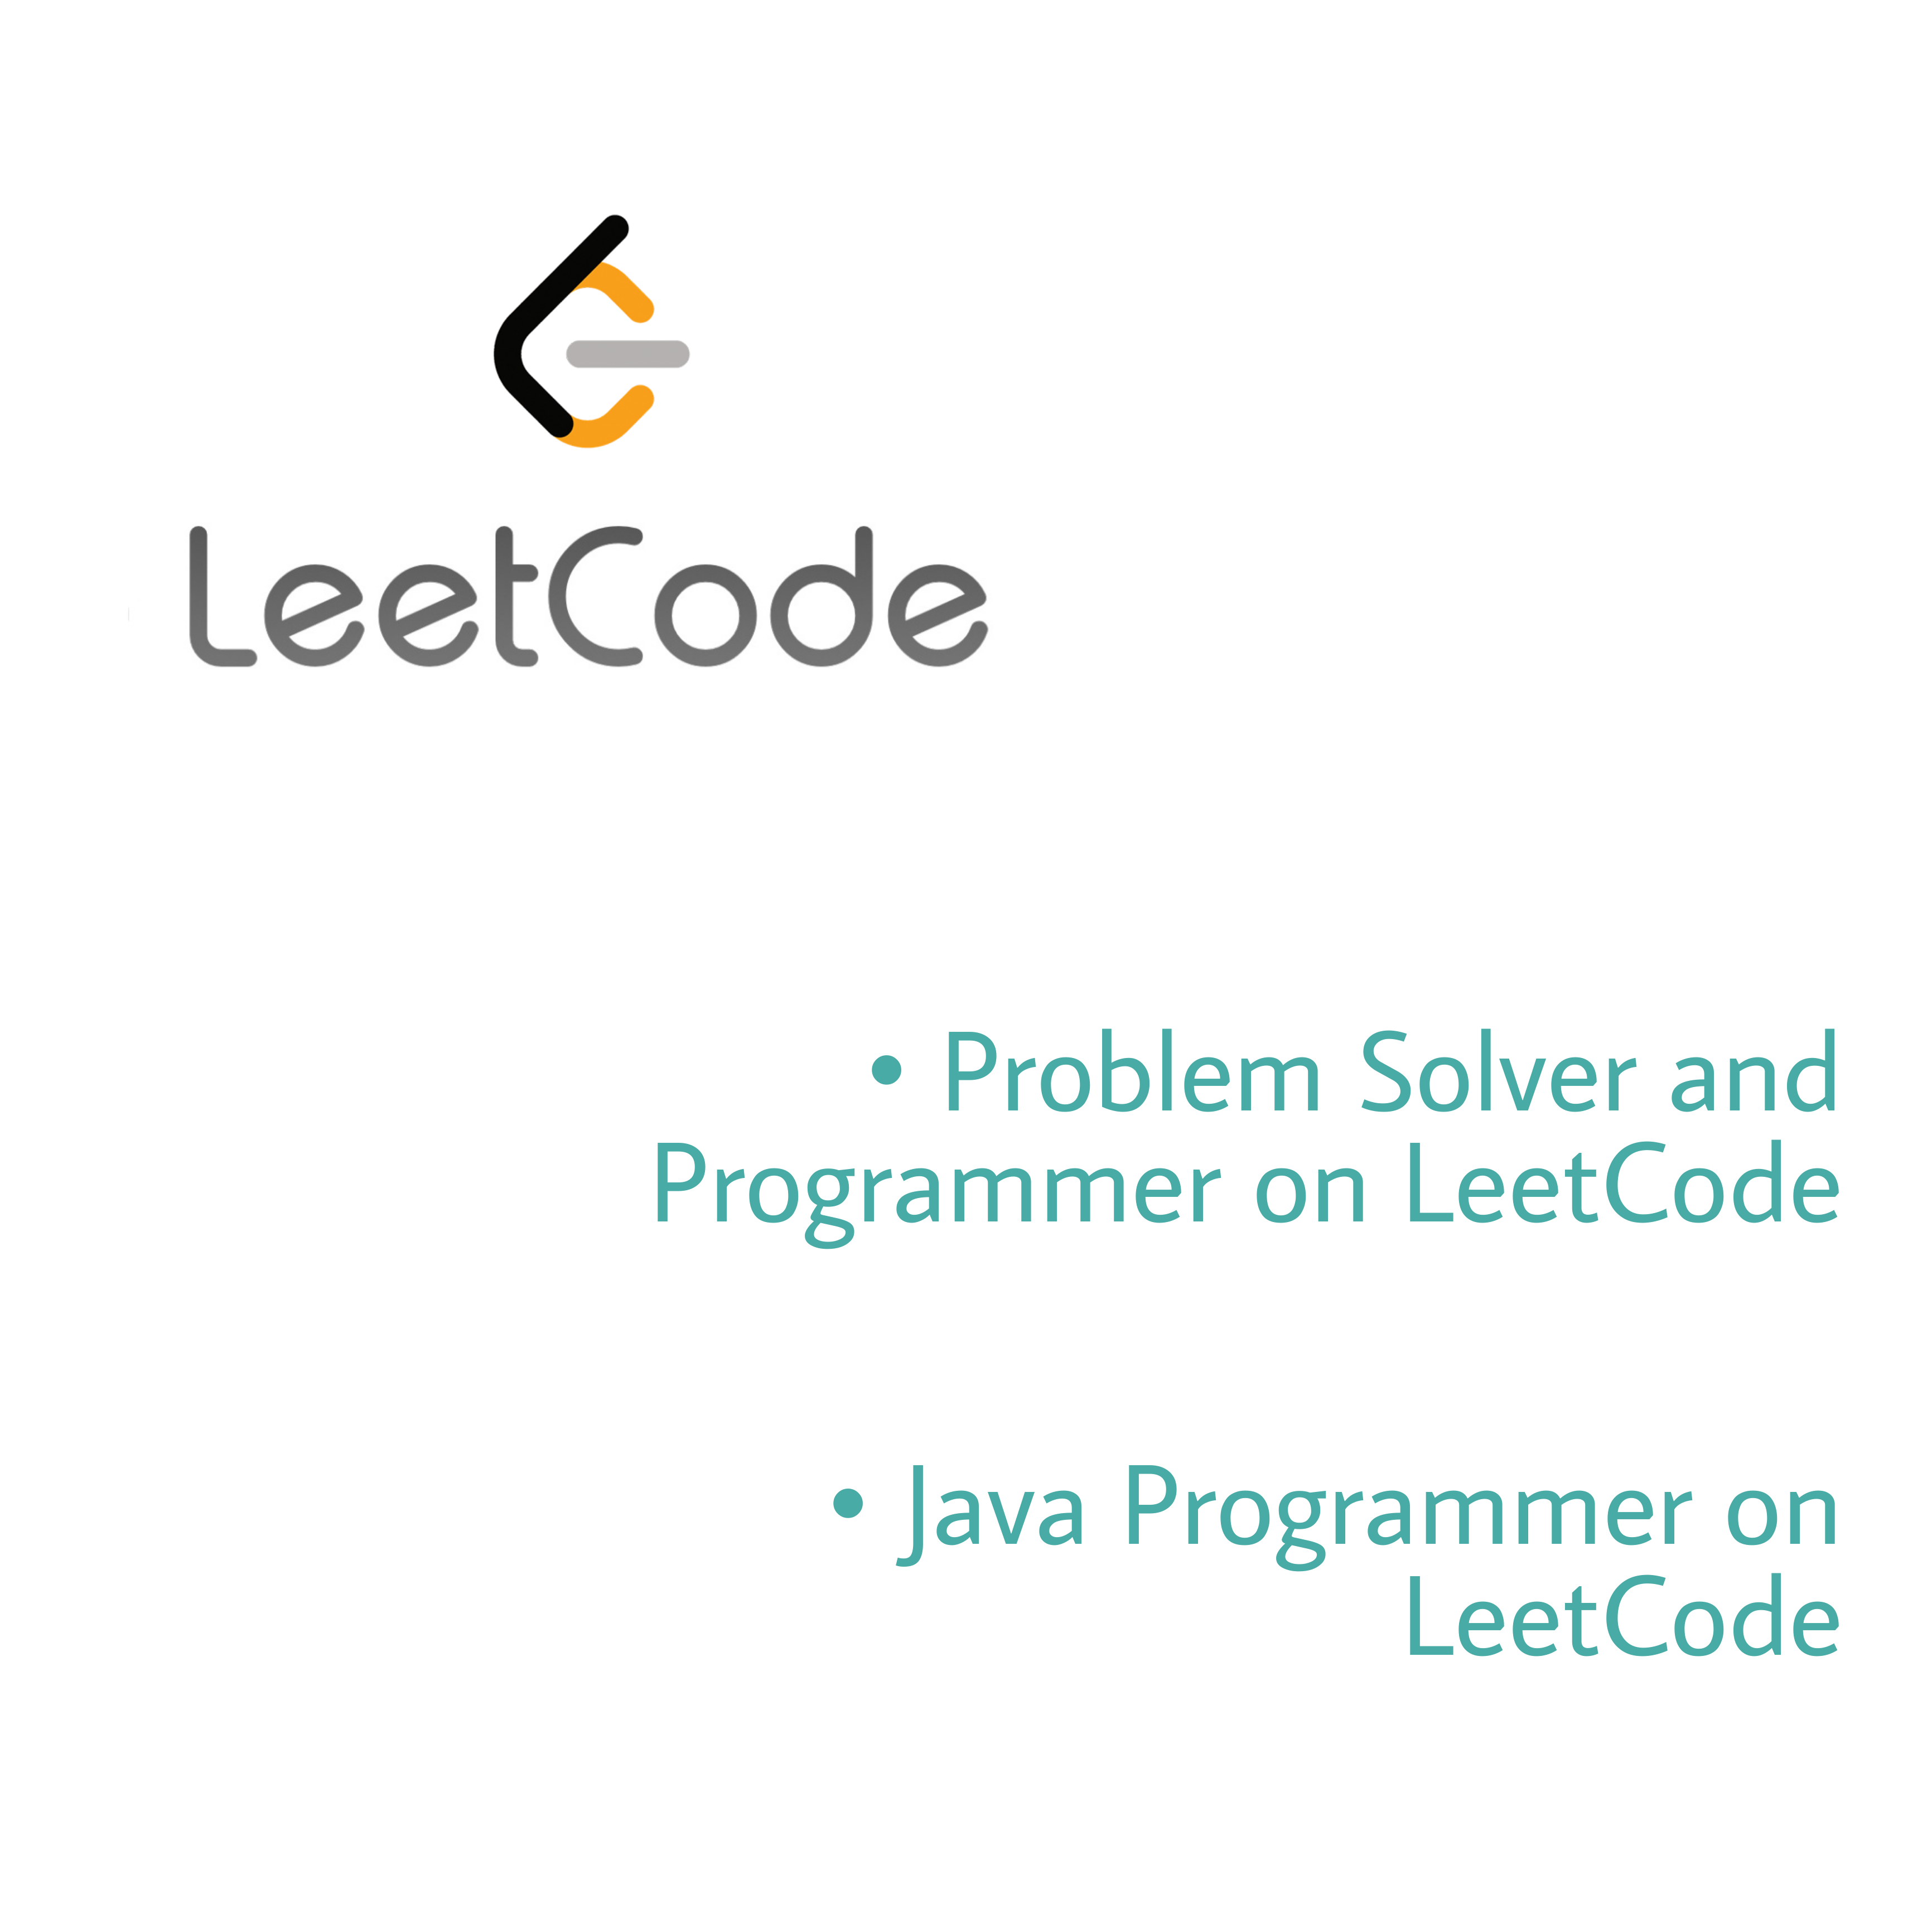 LeetCode
• Problem Solver and
Programmer on LeetCode
• Java Programmer on
LeetCode